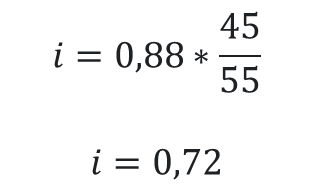 i = 0,88 * 45/55
i = 0,72